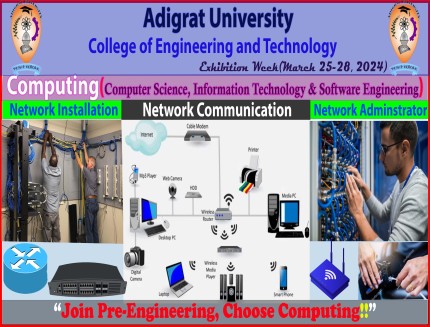 Adigrat University
College of Engineering and Technology
Exhibition Week(March 25-28, 2024)
Computing(Computer Science, Information Technology & Software Engineering)
Network Installation
Network Communication
Network Adminstrator
Internet
Cable Modem
Printer
Mp3 Player
Web Camera
HDD
Wireless
Router
Media PC
Desktop PC
Digital
Camera
Laptop
Wireless
Media
Player
Smart Phone
“Join Pre-Engineering, Choose Computing!!”